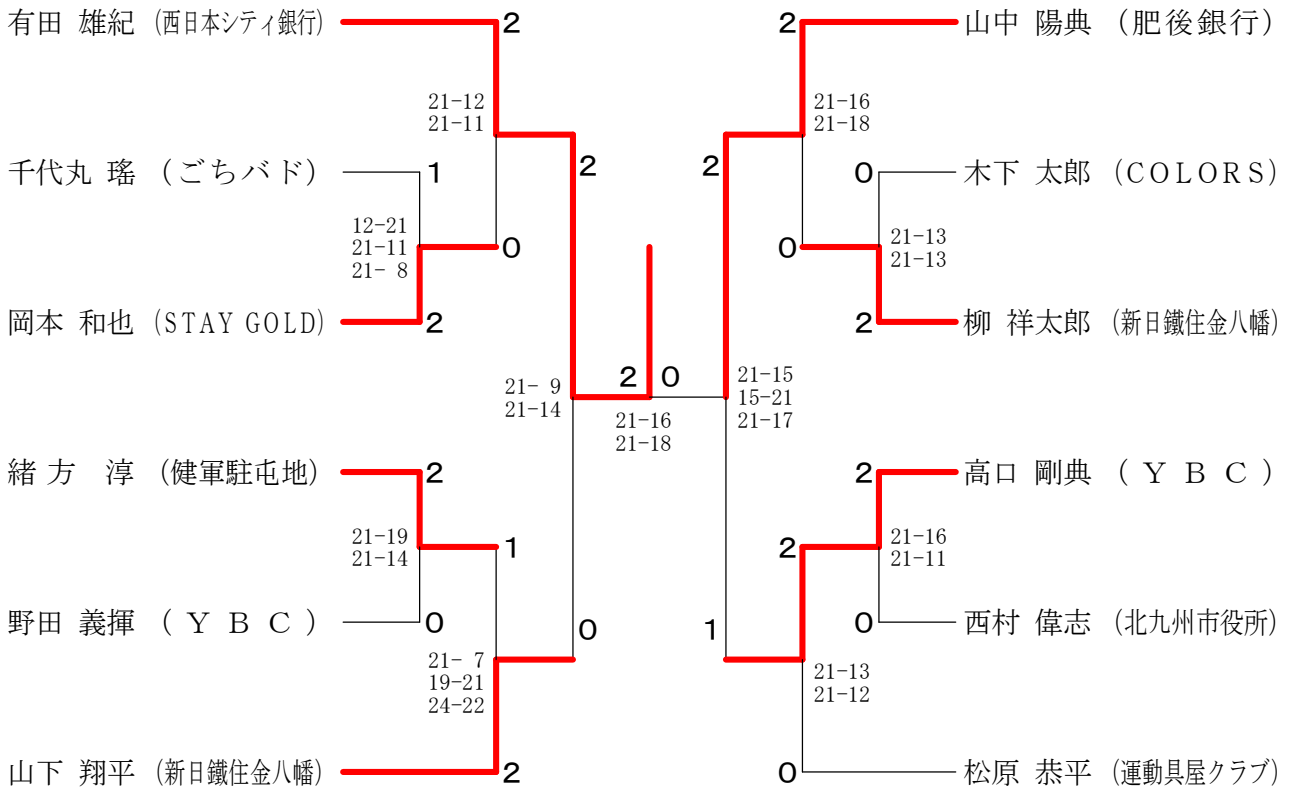 有田 雄紀 (西日本シティ銀行) 2 2 山中 陽典 (肥後銀行)
21-12 21-16
21-11 21-18
千代丸 瑤 (ごちバド) 1 2 2 0 木下 太郎 (COLORS)
12-21
21-11 0 0 21-13
21- 8 21-13
岡本 和也 (STAY GOLD) 2 2 柳 祥太郎 (新日鐵住金八幡)
21- 9 2 0 21-15
21-14 21-16 15-21
21-18 21-17
緒方 淳 (健軍駐屯地) 2 2 高口 剛典 (YBC)
21-19 1 2 21-16
21-14 21-11
野田 義揮 (YBC) 0 0 1 0 西村 偉志 (北九州市役所)
21- 7 21-13
19-21 21-12
24-22
山下 翔平 (新日鐵住金八幡) 2 0 松原 恭平 (運動具屋クラブ)